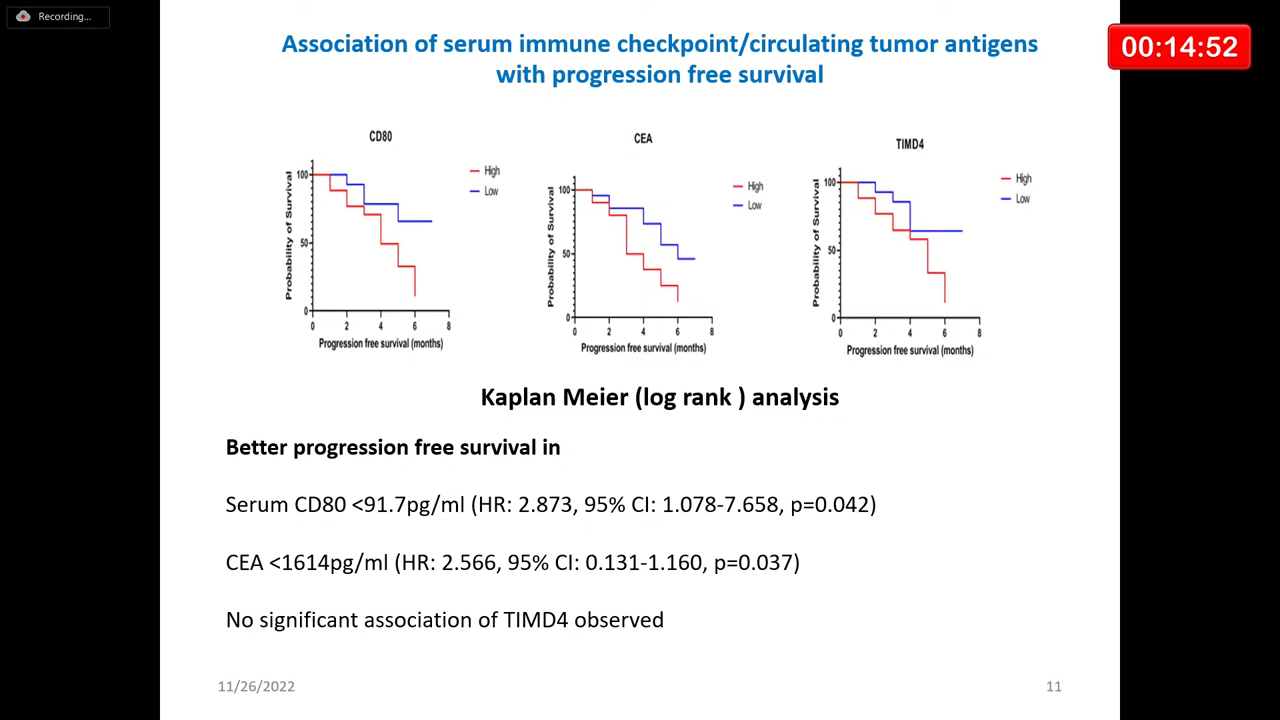 Recording...
00:14:52
Association of serum immune checkpoint/circulating tumor antigens
with progression free survival
CD80
Probability of Survival
100
50
0
0 2 4 6 8
Progression free survival (months)
High
Low
CEA
Probability of Survival
100
50
0
0 2 4 6 8
Progression free survival (months)
High
Low
TIMD4
Probability of Survival
100
50
0
0 2 4 6 8
Progression free survival (months)
High
Low
Kaplan Meier (log rank ) analysis
Better progression free survival in
Serum CD80 <91.7pg/ml (HR: 2.873, 95% CI: 1.078-7.658, p=0.042)
CEA <1614pg/ml (HR: 2.566, 95% CI: 0.131-1.160, p=0.037)
No significant association of TIMD4 observed
11/26/2022
11